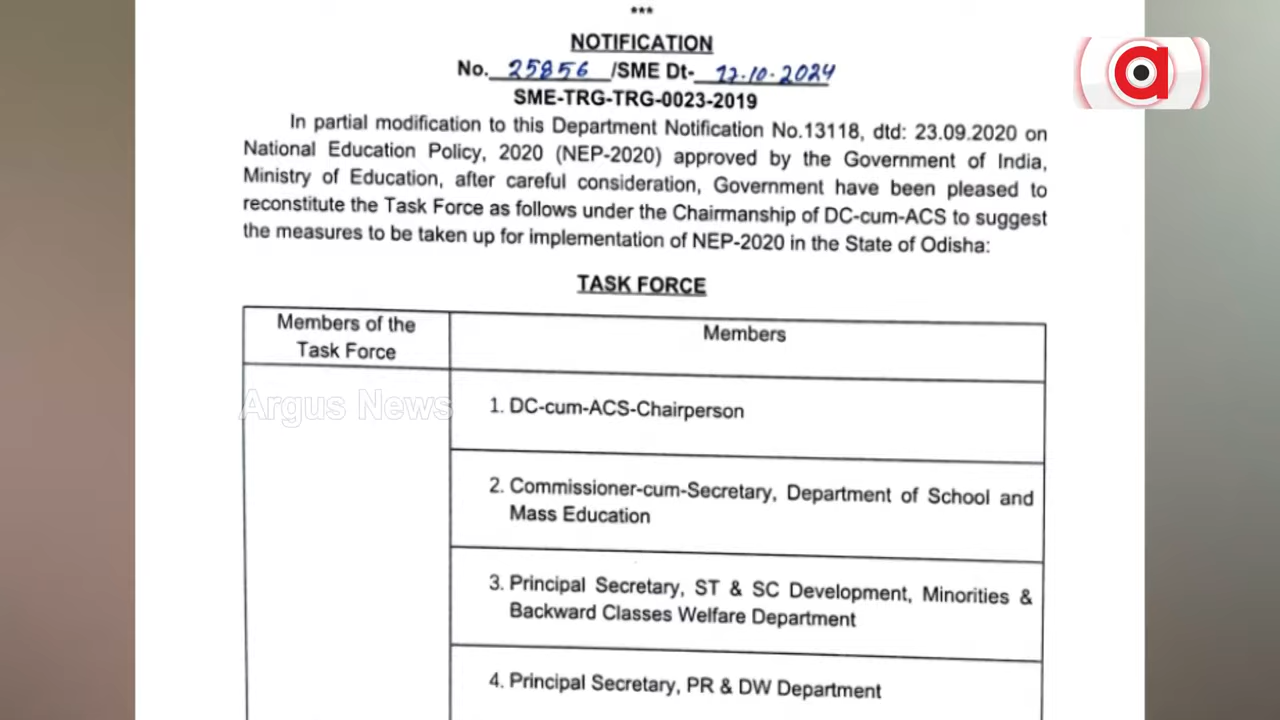 ***
NOTIFICATION
No. 25856 /SME Dt- 17.10.2024
SME-TRG-TRG-0023-2019
In partial modification to this Department Notification No.13118, dtd: 23.09.2020 on
National Education Policy, 2020 (NEP-2020) approved by the Government of India,
Ministry of Education, after careful consideration, Government have been pleased to
reconstitute the Task Force as follows under the Chairmanship of DC-cum-ACS to suggest
the measures to be taken up for implementation of NEP-2020 in the State of Odisha:
TASK FORCE
Members of the
Task Force
Members
1. DC-cum-ACS-Chairperson
2. Commissioner-cum-Secretary, Department of School and
Mass Education
3. Principal Secretary, ST & SC Development, Minorities &
Backward Classes Welfare Department
4. Principal Secretary, PR & DW Department
Argus News
a